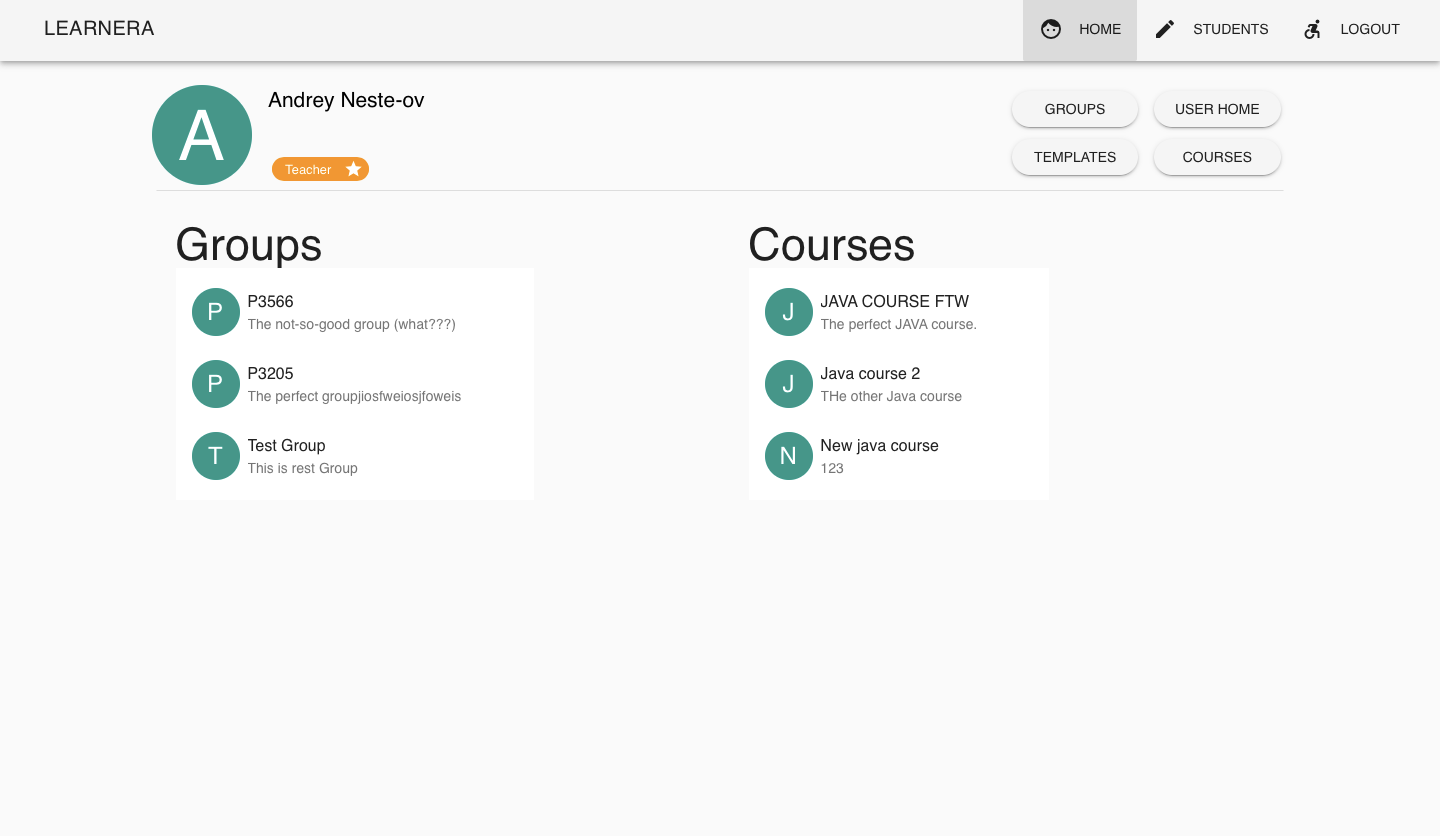 LEARNERA
HOME
STUDENTS
LOGOUT
A
Andrey Neste-ov
Teacher
GROUPS
USER HOME
TEMPLATES
COURSES
Groups
P
P3566
The not-so-good group (what???)
P
P3205
The perfect groupjiosfweiosjfoweis
T
Test Group
This is rest Group
Courses
J
JAVA COURSE FTW
The perfect JAVA course.
J
Java course 2
THe other Java course
N
New java course
123